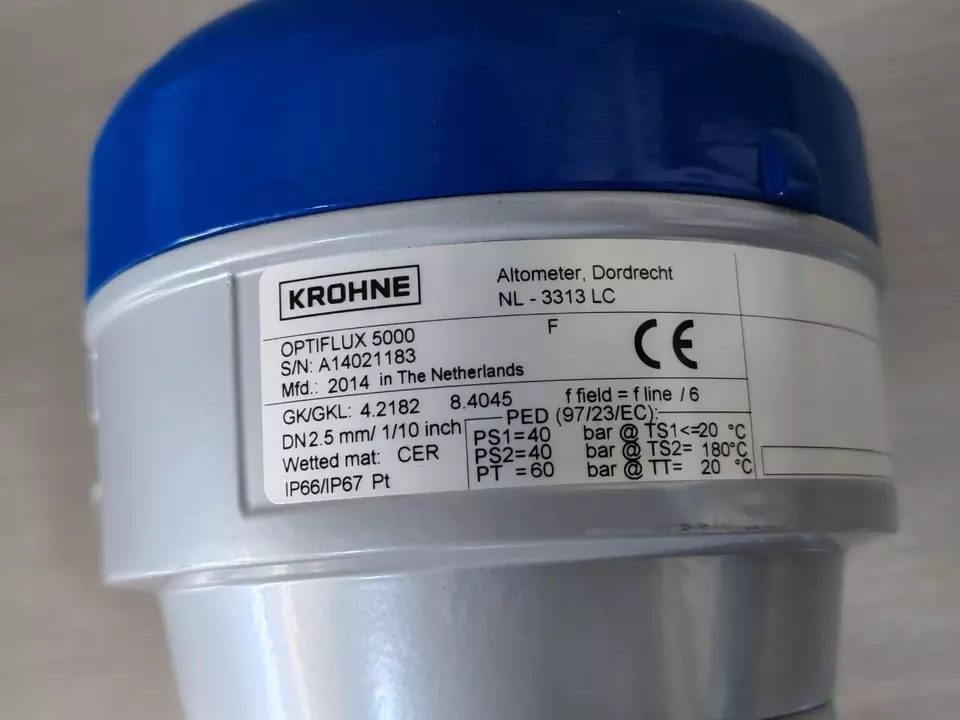 KROHNE
Altometer, Dordrecht
NL - 3313 LC
OPTIFLUX 5000
F
S/N: A14021183
Mfd.: 2014 in The Netherlands
CE
GK/GKL: 4.2182 8.4045 f field = f line / 6
DN 2.5 mm/ 1/10 inch
Wetted mat: CER
IP66/IP67 Pt
PED (97/23/EC):
PS1=40 bar @ TS1<=20 °C
PS2=40 bar @ TS2= 180°C
PT =60 bar @ TT= 20 °C